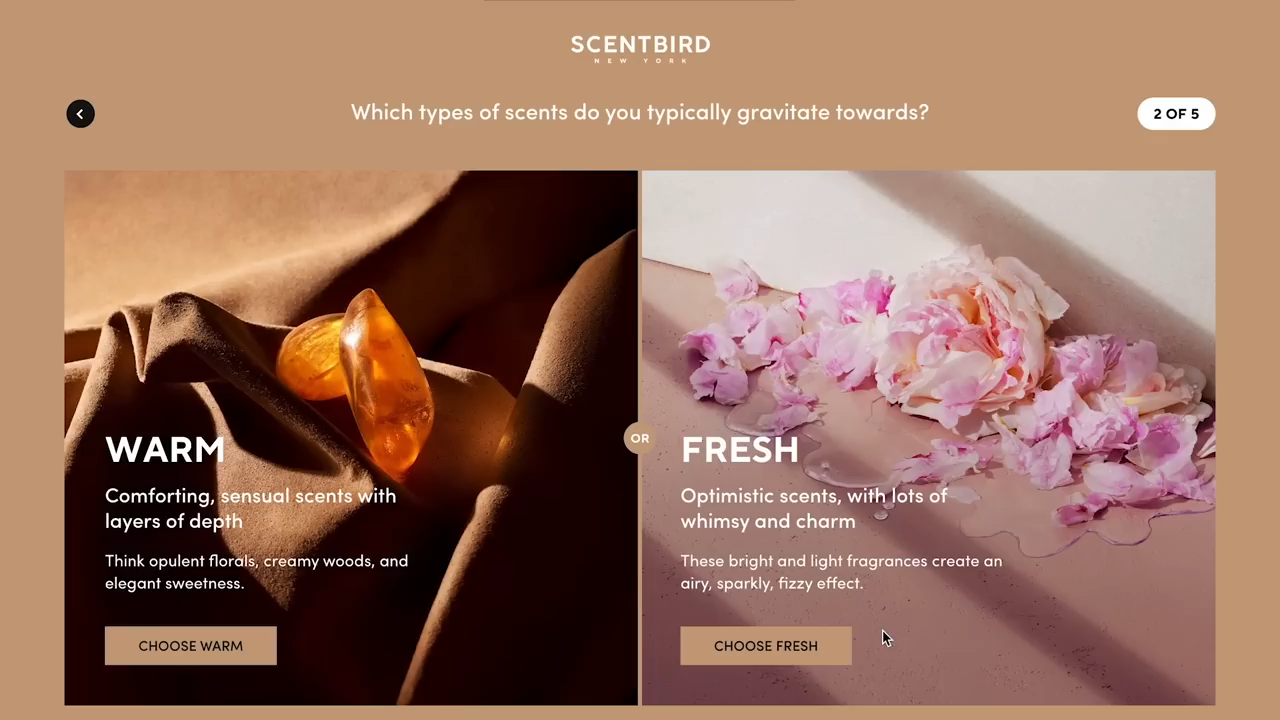 SCENTBIRD
NEW YORK
Which types of scents do you typically gravitate towards?
2 OF 5
WARM
Comforting, sensual scents with
layers of depth
Think opulent florals, creamy woods, and
elegant sweetness.
CHOOSE WARM
OR
FRESH
Optimistic scents, with lots of
whimsy and charm
These bright and light fragrances create an
airy, sparkly, fizzy effect.
CHOOSE FRESH